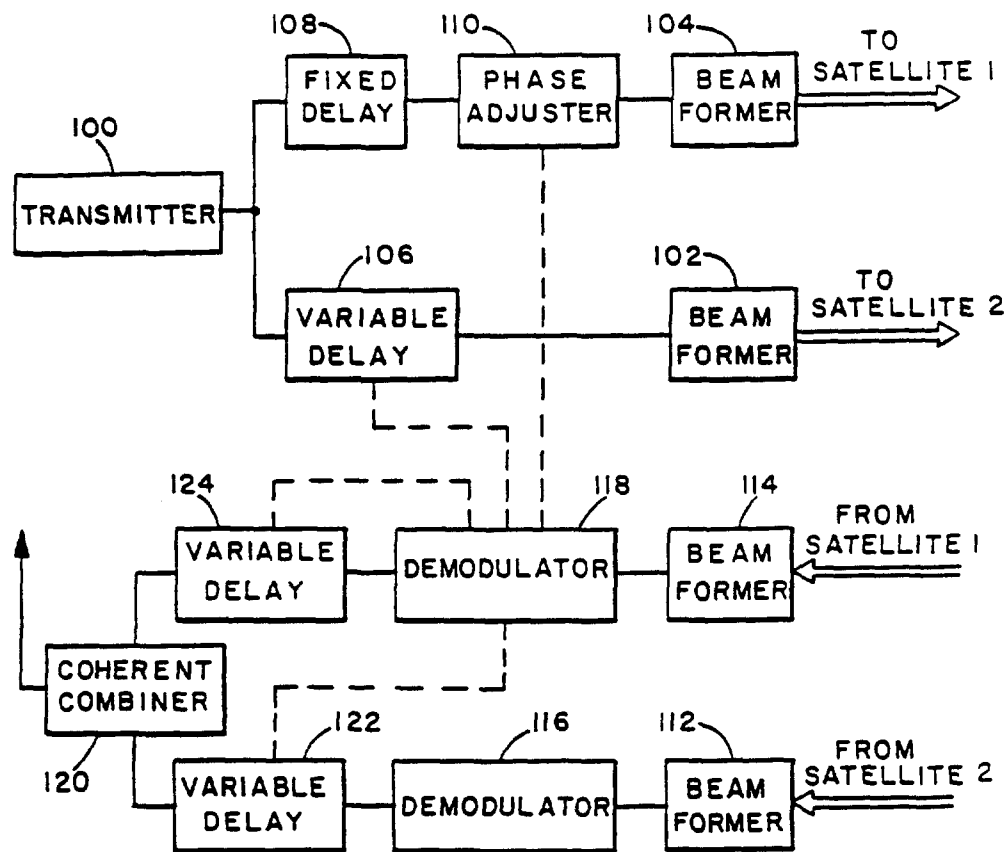 108
110
104
TO
SATELLITE 1
FIXED
DELAY
PHASE
ADJUSTER
BEAM
FORMER
100
TRANSMITTER
106
102
TO
SATELLITE 2
VARIABLE
DELAY
BEAM
FORMER
124
118
114
FROM
SATELLITE 1
VARIABLE
DELAY
DEMODULATOR
BEAM
FORMER
COHERENT
COMBINER
120
122
116
112
FROM
SATELLITE 2
VARIABLE
DELAY
DEMODULATOR
BEAM
FORMER